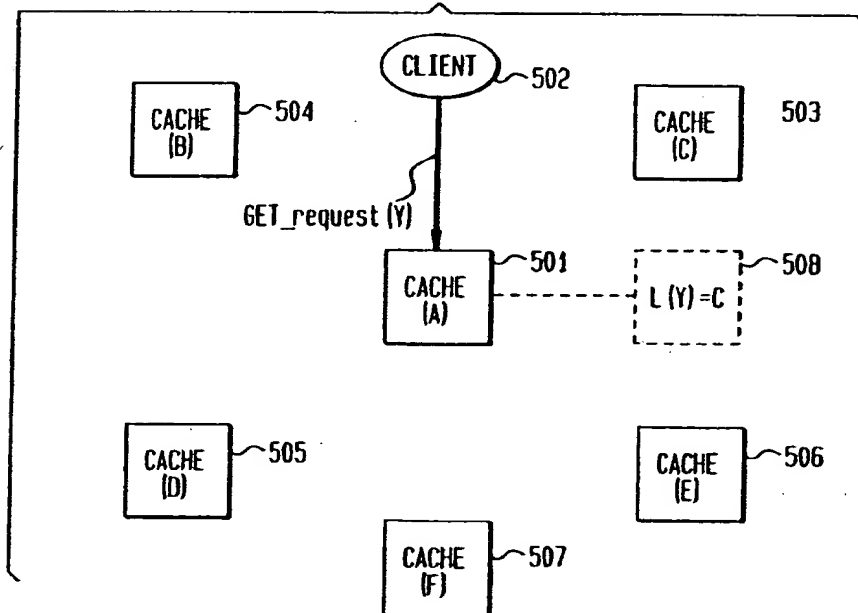 CLIENT
502
CACHE
(B)
504
CACHE
(C)
503
GET_request (Y)
CACHE
(A)
501
L (Y) =C
508
CACHE
(D)
505
CACHE
(E)
506
CACHE
(F)
507